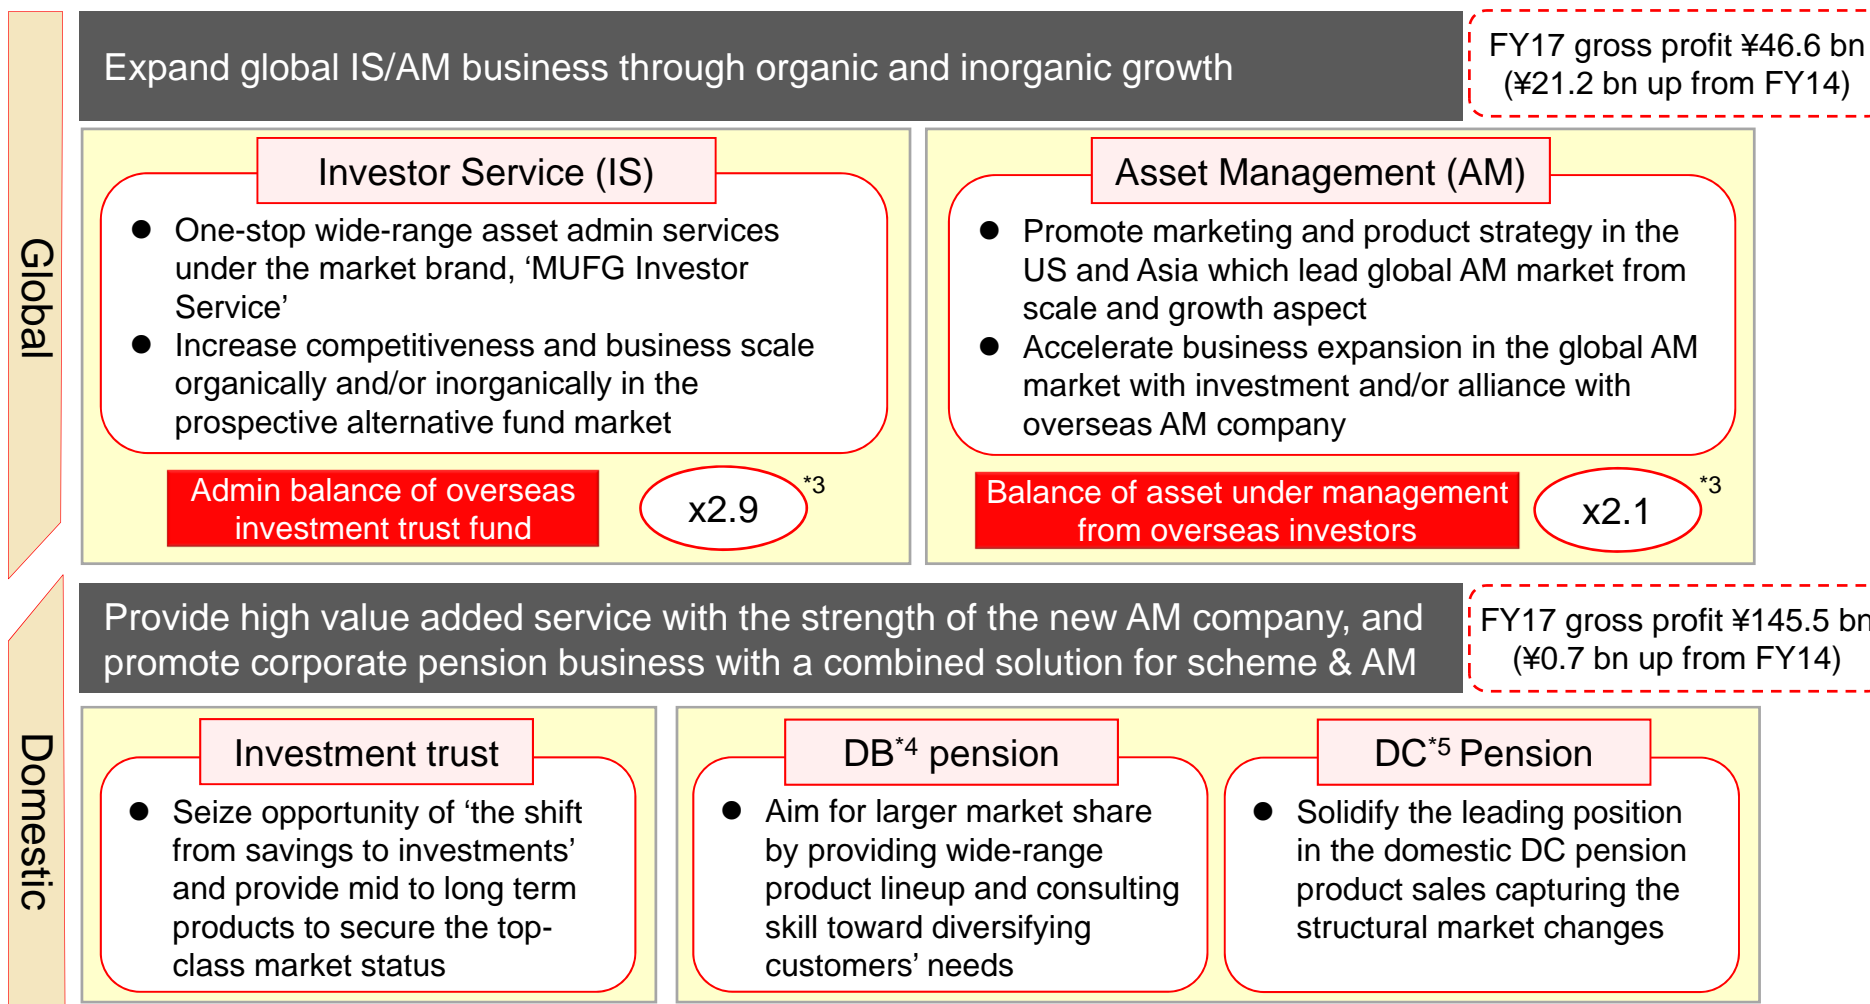 Global
Expand global IS/AM business through organic and inorganic growth
FY17 gross profit ¥46.6 bn
(¥21.2 bn up from FY14)
Investor Service (IS)
● One-stop wide-range asset admin services
under the market brand, ‘MUFG Investor
Service’
● Increase competitiveness and business scale
organically and/or inorganically in the
prospective alternative fund market
Admin balance of overseas
investment trust fund
x2.9 *3
Asset Management (AM)
● Promote marketing and product strategy in the
US and Asia which lead global AM market from
scale and growth aspect
● Accelerate business expansion in the global AM
market with investment and/or alliance with
overseas AM company
Balance of asset under management
from overseas investors
x2.1 *3
Domestic
Provide high value added service with the strength of the new AM company, and
promote corporate pension business with a combined solution for scheme & AM
FY17 gross profit ¥145.5 bn
(¥0.7 bn up from FY14)
Investment trust
● Seize opportunity of ‘the shift
from savings to investments’
and provide mid to long term
products to secure the top-
class market status
DB*4 pension
● Aim for larger market share
by providing wide-range
product lineup and consulting
skill toward diversifying
customers’ needs
DC*5 Pension
● Solidify the leading position
in the domestic DC pension
product sales capturing the
structural market changes